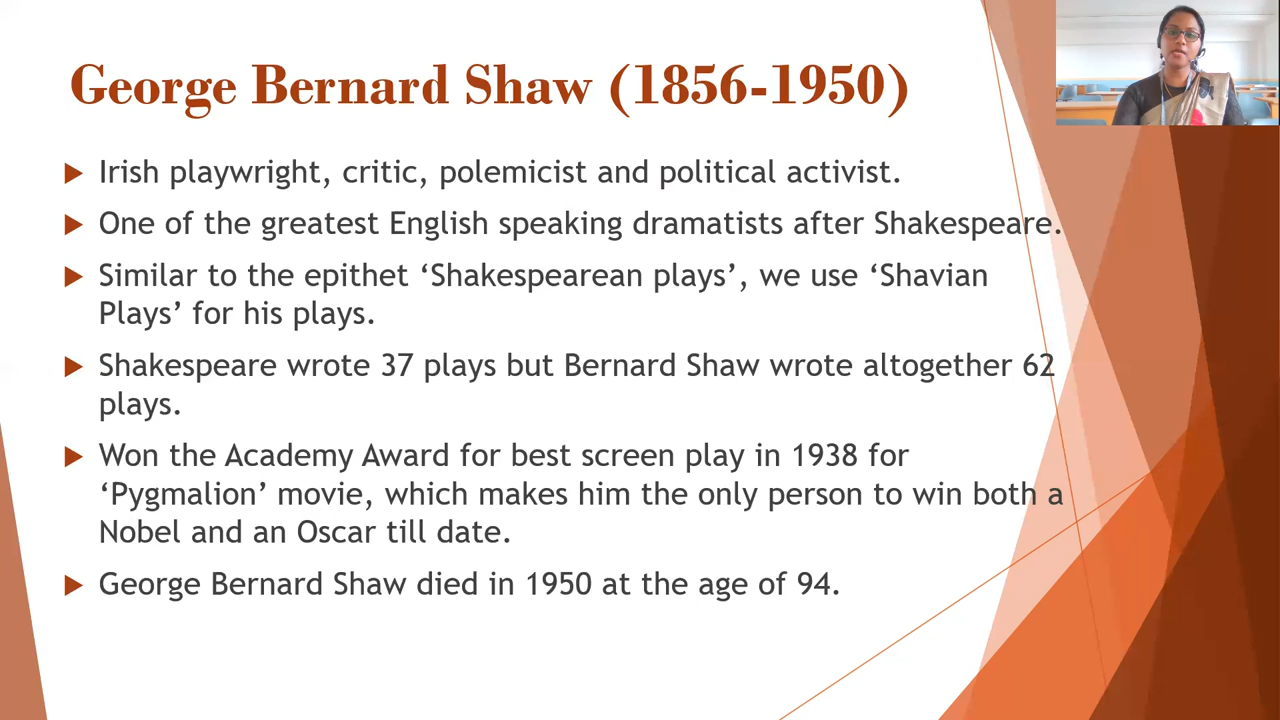 George Bernard Shaw (1856-1950)
Irish playwright, critic, polemicist and political activist.
One of the greatest English speaking dramatists after Shakespeare.
Similar to the epithet ‘Shakespearean plays’, we use ‘Shavian
Plays’ for his plays.
Shakespeare wrote 37 plays but Bernard Shaw wrote altogether 62
plays.
Won the Academy Award for best screen play in 1938 for
‘Pygmalion’ movie, which makes him the only person to win both a
Nobel and an Oscar till date.
George Bernard Shaw died in 1950 at the age of 94.